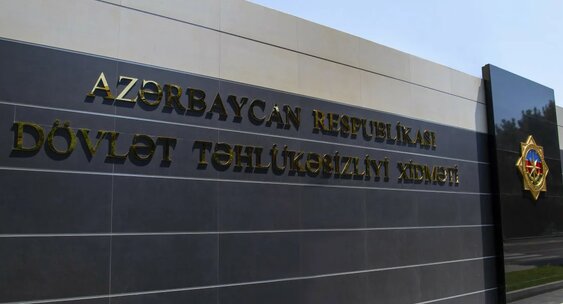 AZƏRBAYCAN RESPUBLİKASI
DÖVLƏT TƏHLÜKƏSİZLİYİ XİDMƏTİ